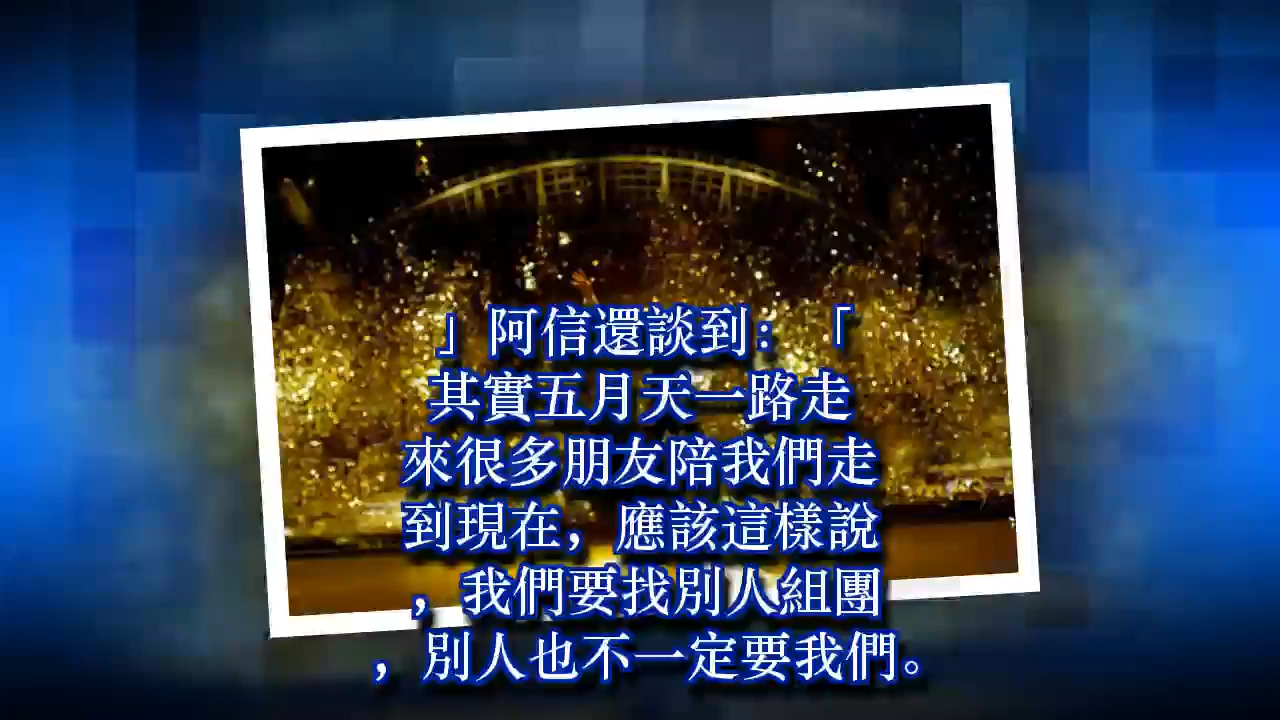 」阿信還談到：「
其實五月天一路走
來很多朋友陪我們走
到現在，應該這樣說
，我們要找別人組團
，別人也不一定要我們。